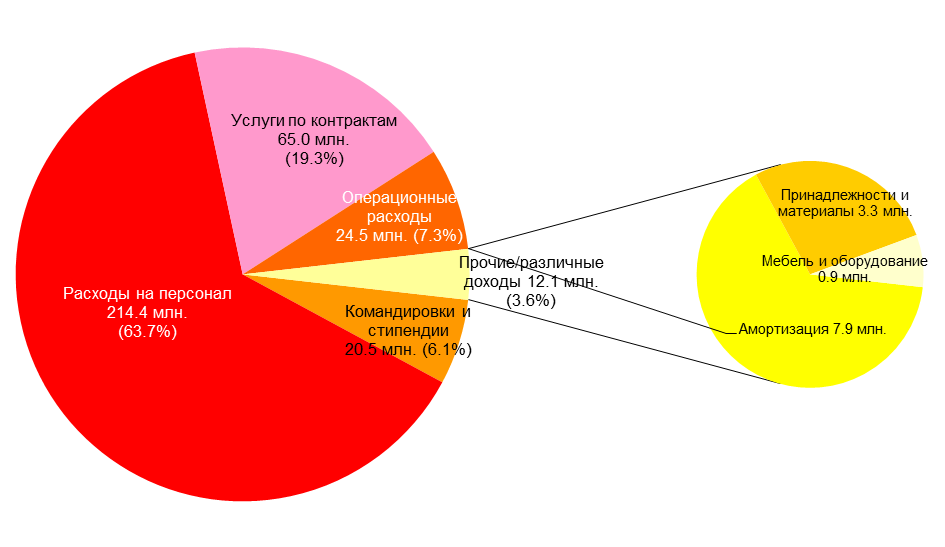 Услуги по контрактам
65.0 млн.
(19.3%)
Операционные
расходы
24.5 млн. (7.3%)
Прочие/различные
доходы 12.1 млн.
(3.6%)
Расходы на персонал
214.4 млн.
(63.7%)
Командировки и
стипендии
20.5 млн. (6.1%)
Принадлежности и
материалы 3.3 млн.
Мебель и оборудование
0.9 млн.
Амортизация 7.9 млн.